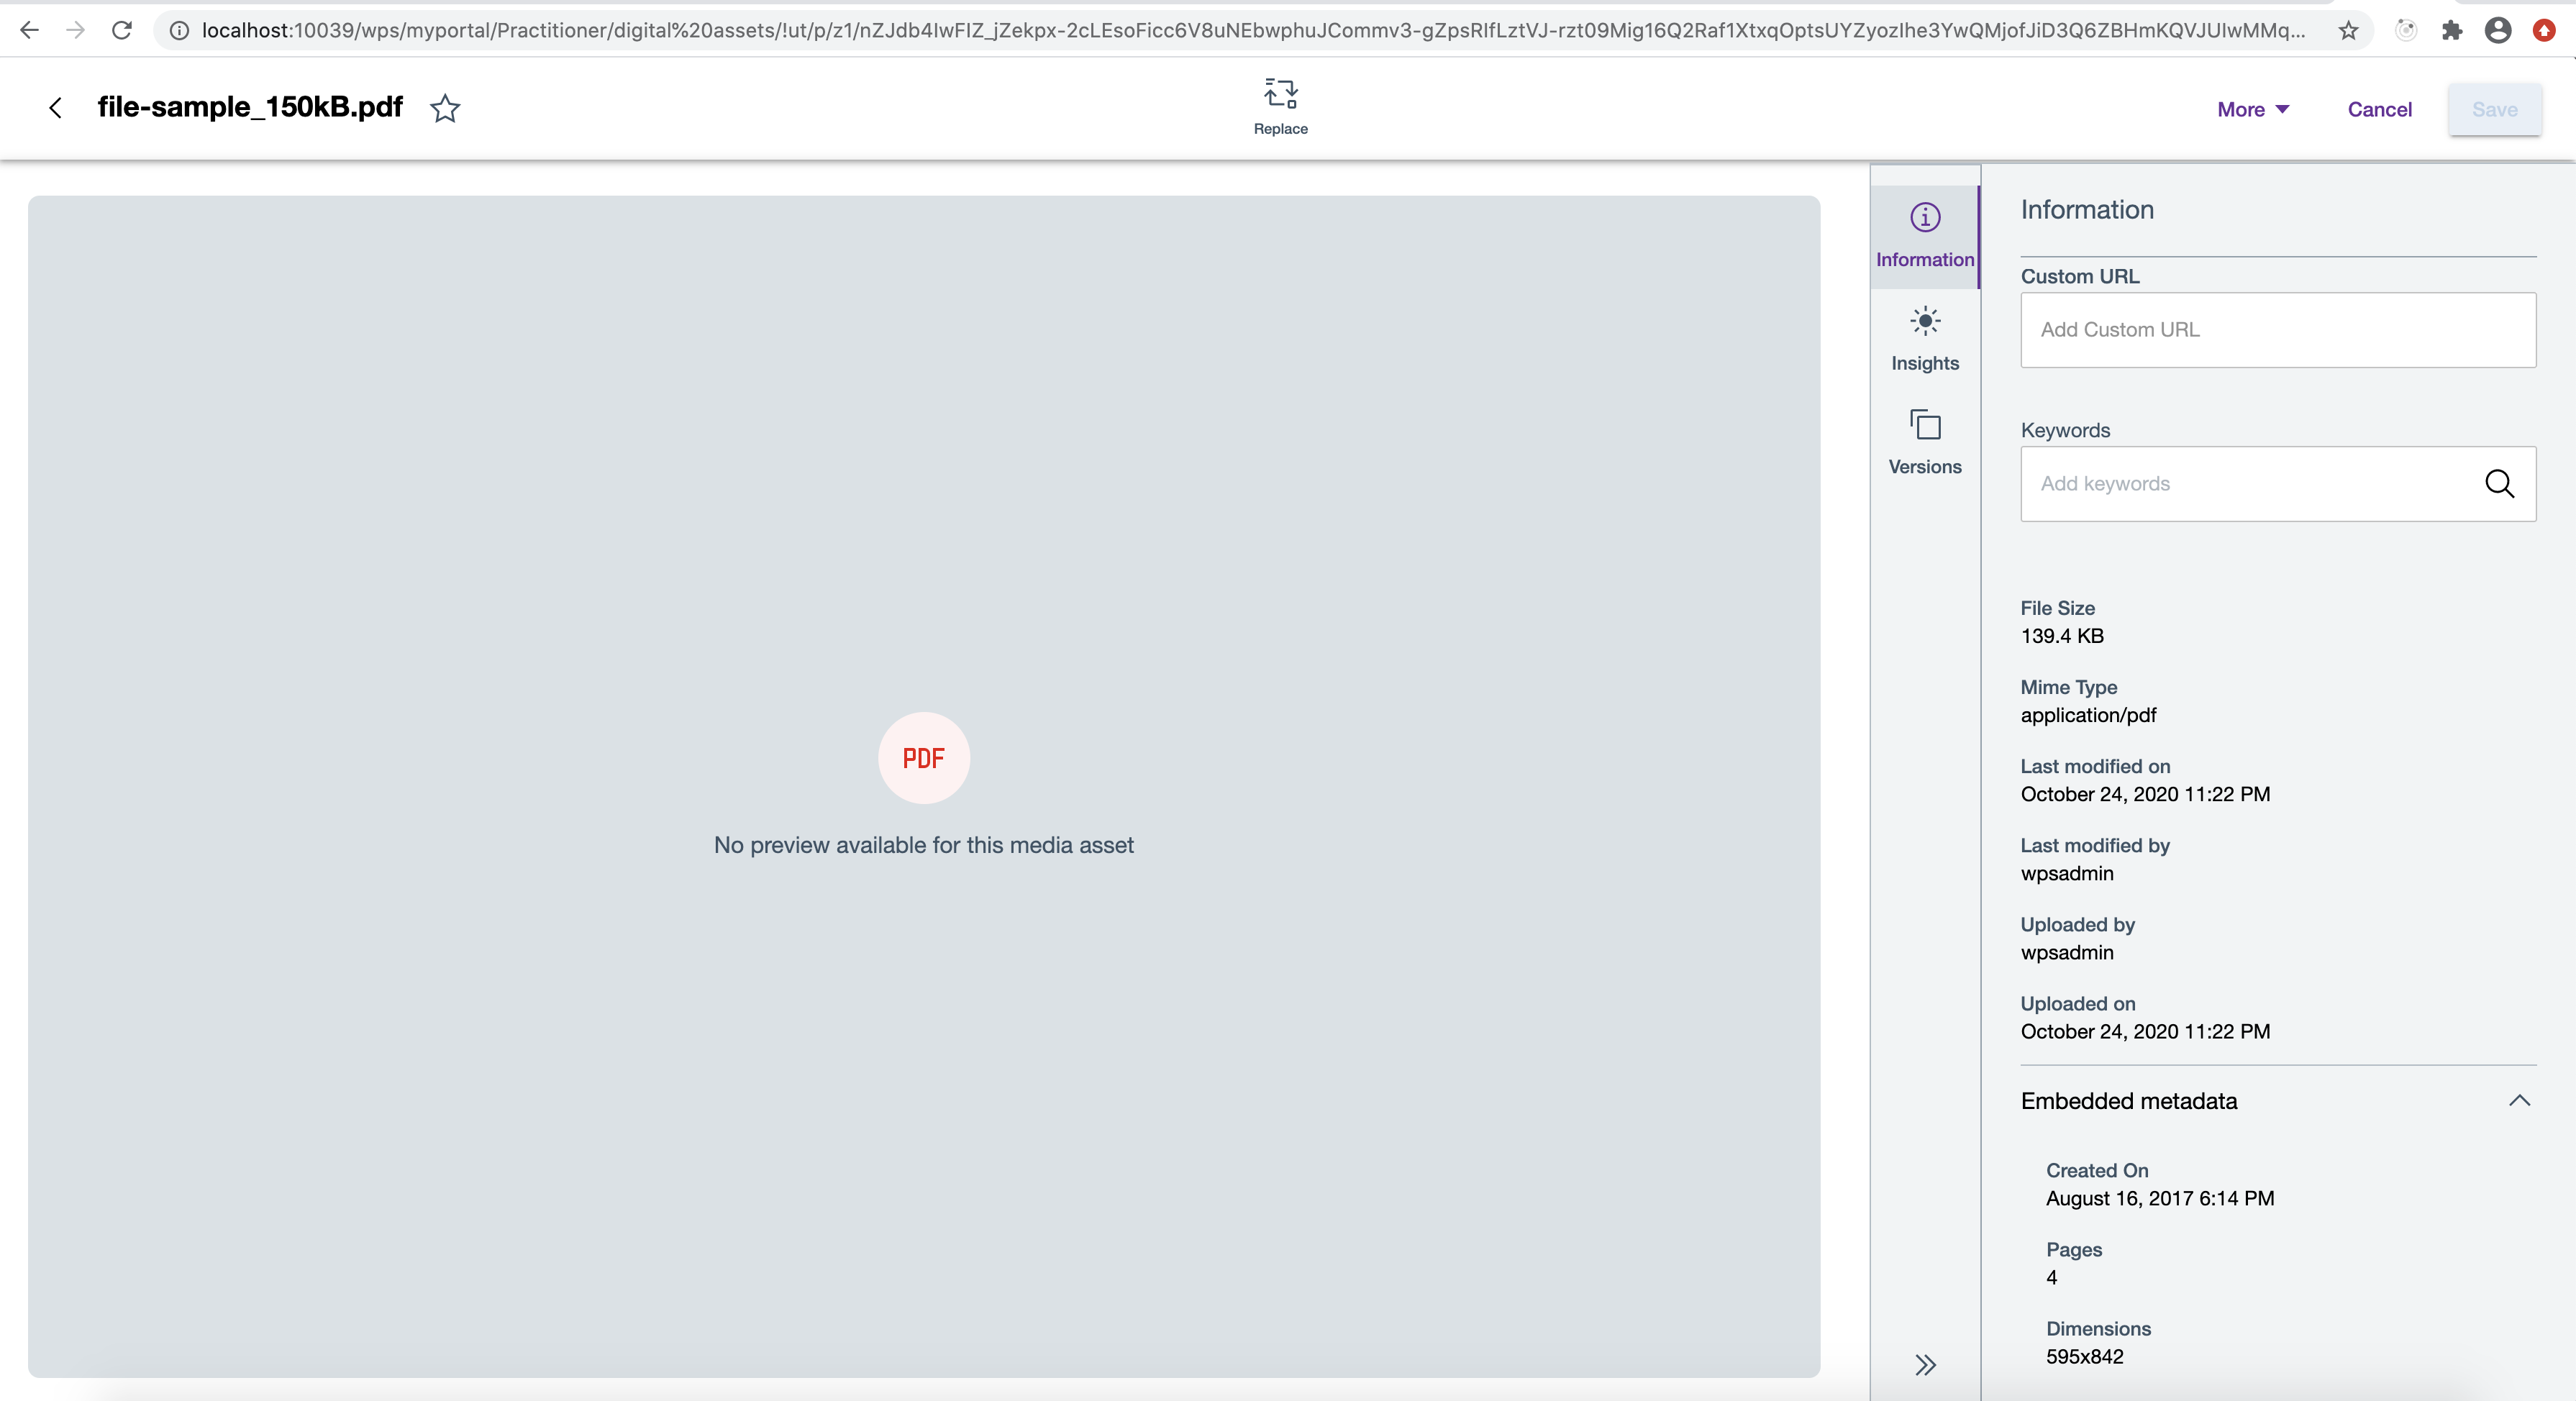 localhost:10039/wps/myportal/Practitioner/digital%20assets/!ut/p/z1/nZJdb4IwFIZ_jZekpx-2cLEsoFicc6V8uNEbwphuJCommv3-gZpsRIfLztVJ-rzt09Mig16Q2Raf1XtxqOptsUYZyozIhe3YwQMjofJiD3Q6ZBHmKQVJUIwMMq...
file-sample_150kB.pdf
Replace
More
Cancel
Save
Information
Insights
Versions
PDF
No preview available for this media asset
Information
Custom URL
Add Custom URL
Keywords
Add keywords
File Size
139.4 KB
Mime Type
application/pdf
Last modified on
October 24, 2020 11:22 PM
Last modified by
wpsadmin
Uploaded by
wpsadmin
Uploaded on
October 24, 2020 11:22 PM
Embedded metadata
Created On
August 16, 2017 6:14 PM
Pages
4
Dimensions
595x842